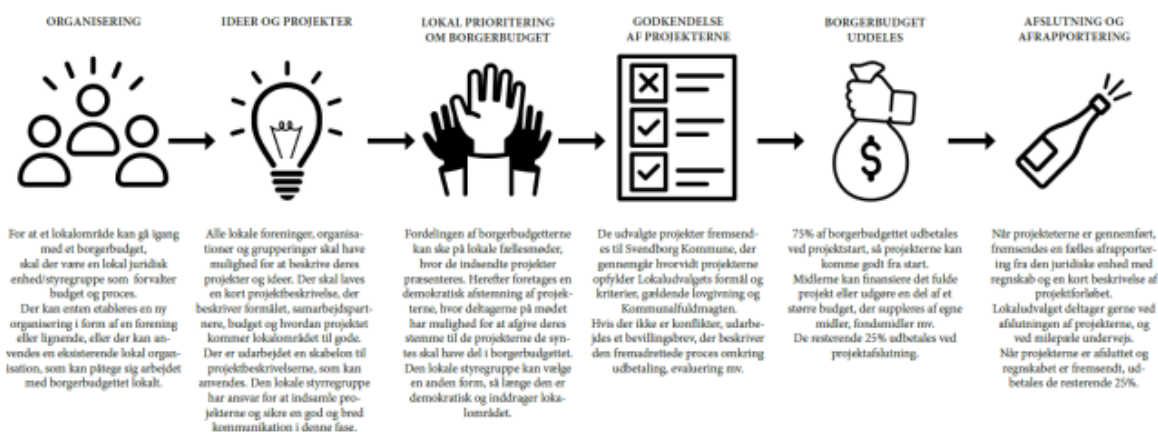 ORGANISERING
For at et lokalområde kan gå igang
med et borgerbudget,
skal der være en lokal juridisk
enhed/styregruppe som forvalter
budget og proces.
Der kan enten etableres en ny
organisering i form af en forening
eller lignende, eller der kan an-
vendes en eksisterende lokal organ-
isation, som kan påtege sig arbejdet
med borgerbudgettet lokalt.
IDEER OG PROJEKTER
Alle lokale foreninger, organisa-
tioner og grupperinger skal have
mulighed for at beskrive deres
projekter og ideer. Der skal laves
en kort projektbeskrivelse, der
beskriver formålet, samarbejdspart-
nere, budget og hvordan projektet
kommer lokalområdet til gode.
Der er udarbejdet en skabelon til
projektbeskrivelserne, som kan
anvendes. Den lokale styrregruppe
har ansvar for at indsamle pro-
jekterne og sikre en god og bred
kommunikation i denne fase.
LOKAL PRIORITERING
OM BORGERBUDGET
Fordelingen af borgerbudgetterne
kan ske på lokale fællesmøder,
hvor de indsendte projekter
præsenteres. Herefter foretages en
demokratisk afstemning af projek-
terne, hvor deltagerne på mødet
har mulighed for at afgive deres
stemme til de projekterne de syn-
tes skal have del i borgerbudgettet.
Den lokale styregruppe kan vælge
en anden form, så længe den er
demokratisk og inddrager loka-
lområdet.
GODKENDELSE
AF PROJEKTERNE
De udvalgte projekter fremsend-
es til Svendborg Kommune, der
gennemgår hvorvidt projekterne
opfylder Lokaludvalgets formål og
kriterier, gældende lovgivning og
Kommunalfuldmagten.
Hvis der ikke er konflikter, udarbe-
jdes et bevillingsbrev, der beskriver
den fremadrettede proces omkring
udbetaling, evaluering mv.
BORGERBUDGET
UDDELES
$
75% af borgerbudgettet udbetales
ved projektstart, så projekterne kan
komme godt fra start.
Midlerne kan finansiere det fulde
projekt eller udgøre en del af et
større budget, der suppleres af egne
midler, fondsmidler mv.
De resterende 25% udbetales ved
projektafslutning.
AFSLUTNING OG
AFRAPPORTERING
Når projekteterne er gennemført,
fremsendes en fælles afrapporter-
ing fra den juridiske enhed med
regnskab og en kort beskrivelse af
projektforløbet.
Lokaludvalget deltager gerne ved
afslutningen af projekterne, og
ved milepæle undervejs.
Når projekterne er afsluttet og
regnskabet er fremsendt, ud-
betales de resterende 25%.